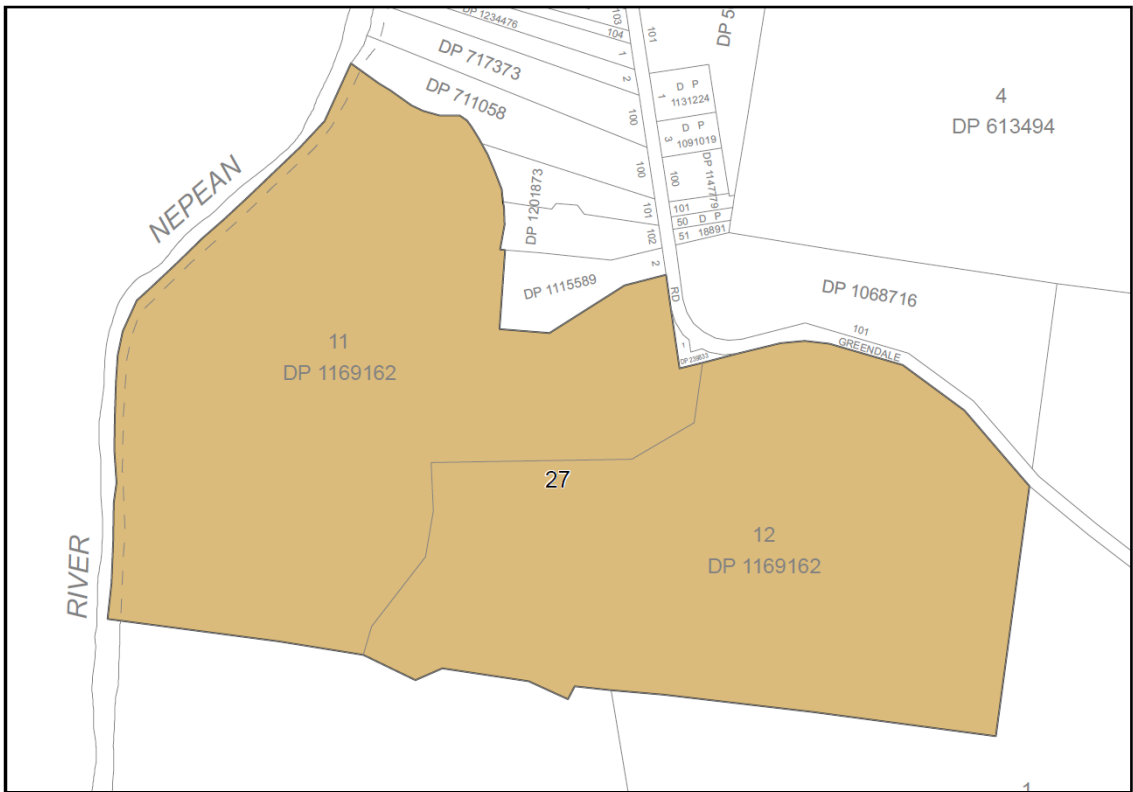 DP 1234476
103
104
1
2
101
DP 5
DP 717373
DP 711058
100
1
D P
1131224
3
D P
1091019
4
DP 613494
100
DP 1147779
100
101
50 D P
51 18891
NEPEAN
DP 1201873
101
102
2
DP 1115589
RD
DP 1068716
101
GREENDALE
1
DP 239833
11
DP 1169162
27
12
DP 1169162
RIVER
1